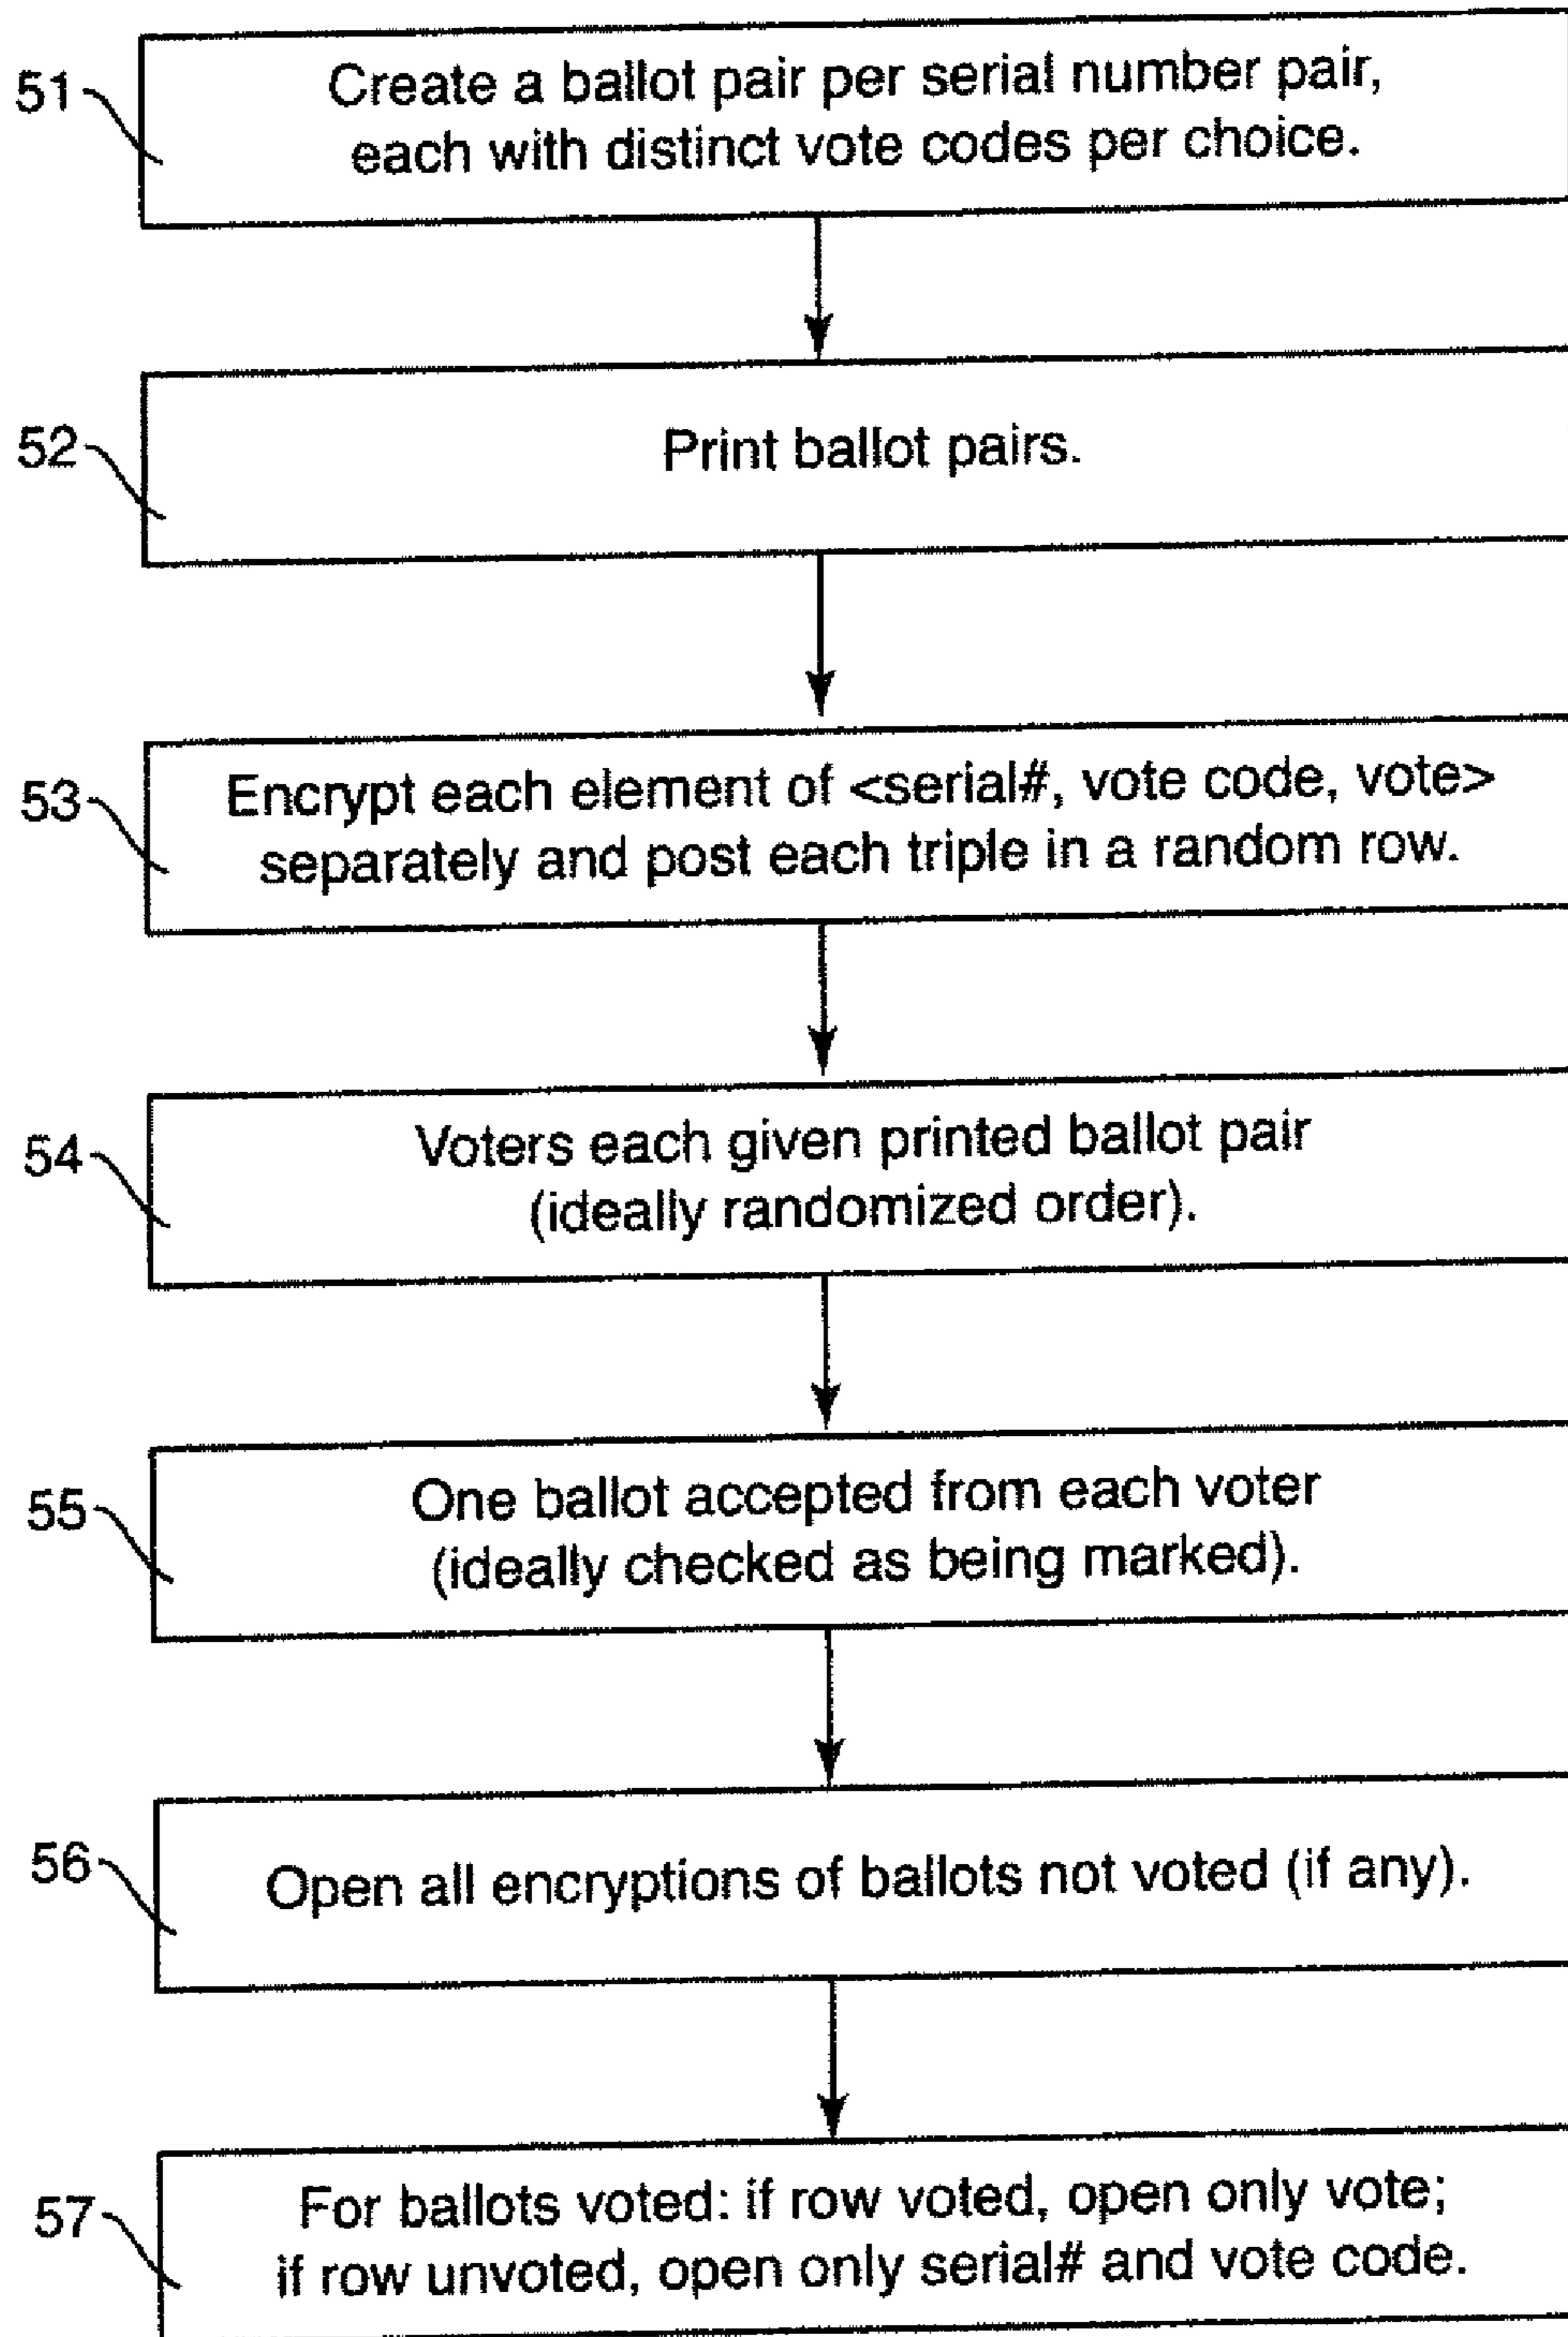 51
Create a ballot pair per serial number pair,
each with distinct vote codes per choice.
52
Print ballot pairs.
53
Encrypt each element of <serial#, vote code, vote>
separately and post each triple in a random row.
54
Voters each given printed ballot pair
(ideally randomized order).
55
One ballot accepted from each voter
(ideally checked as being marked).
56
Open all encryptions of ballots not voted (if any).
57
For ballots voted: if row voted, open only vote;
if row unvoted, open only serial# and vote code.